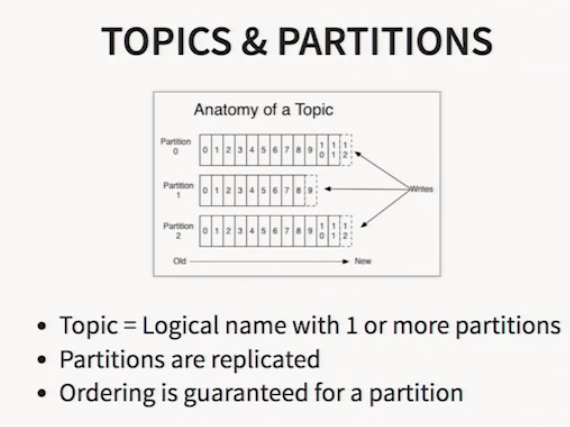 TOPICS & PARTITIONS
Anatomy of a Topic
Partition 0
0 1 2 3 4 5 6 7 8 9 10 11 12
Partition 1
0 1 2 3 4 5 6 7 8 9
Partition 2
0 1 2 3 4 5 6 7 8 9 10 11 12
Writes
Old
New
• Topic = Logical name with 1 or more partitions
• Partitions are replicated
• Ordering is guaranteed for a partition